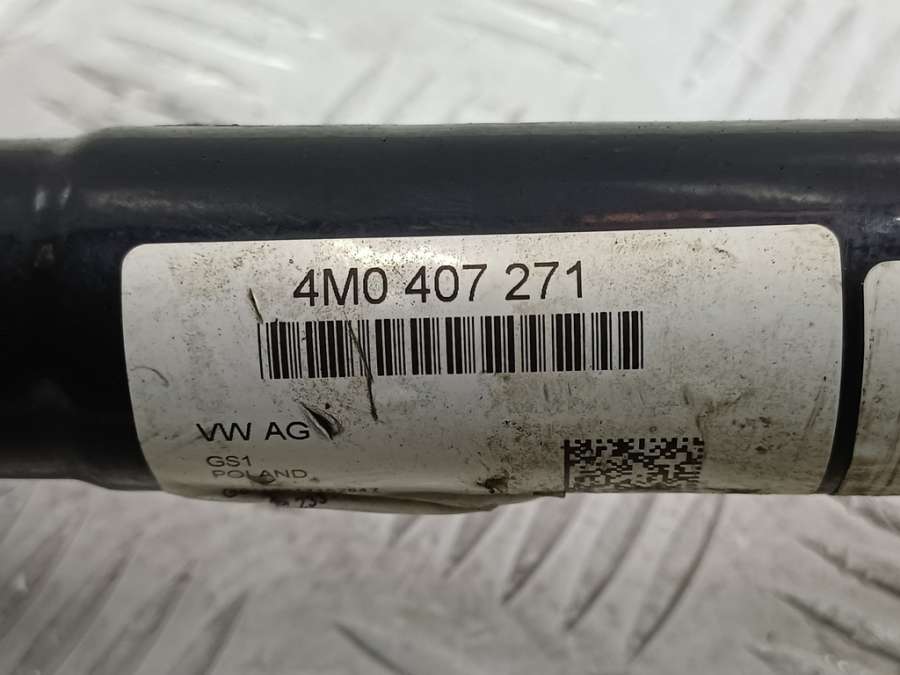 4M0 407 271
VW AG
GS1
POLAND